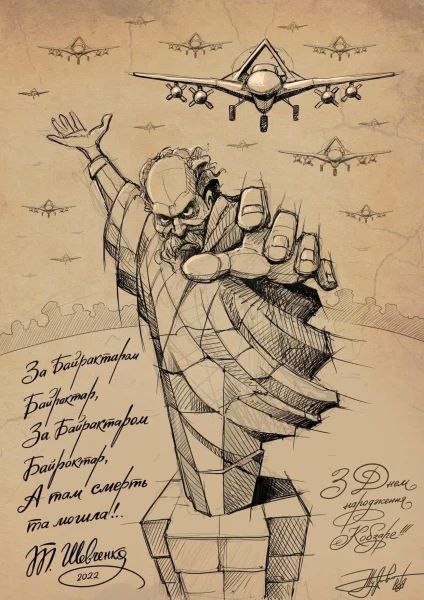 За Байрактаром
Байрактар,
За Байрактаром
Байрактар,
А там смерть
та могила!..
Т. Шевченко
2022
З Днем
народження
Кобзаре!!!